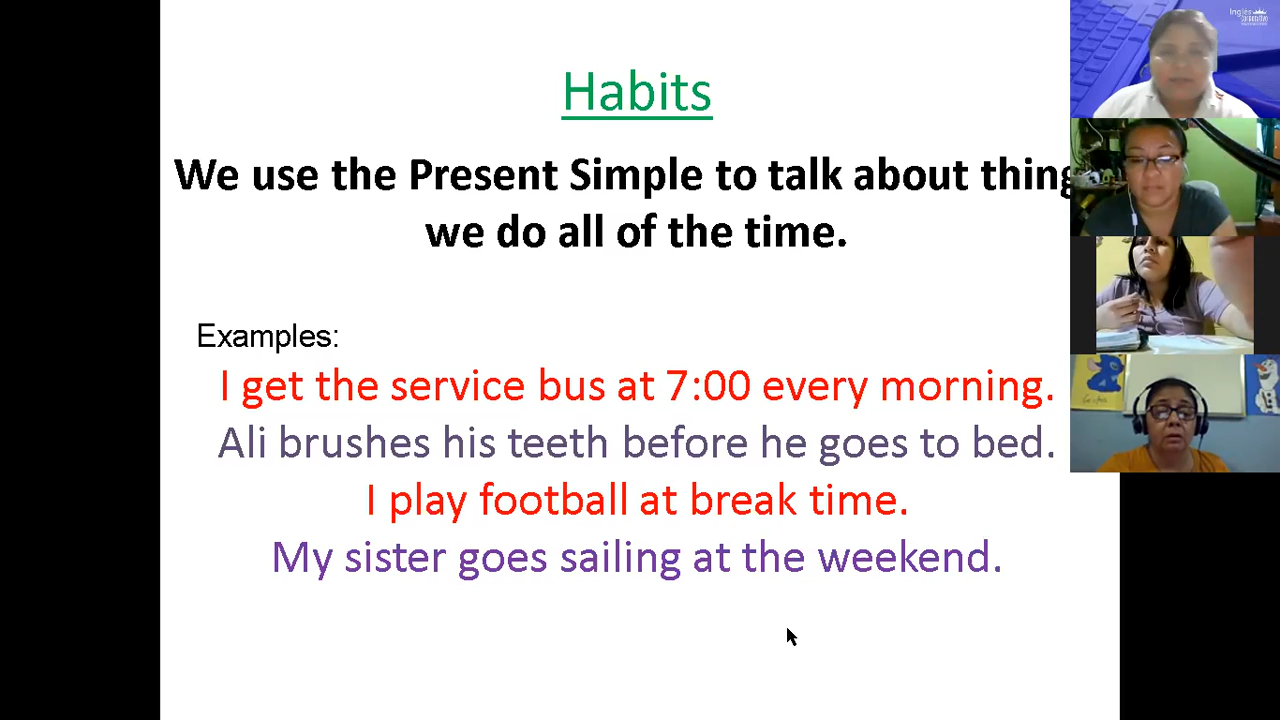 Habits
We use the Present Simple to talk about thing
we do all of the time.
Examples:
I get the service bus at 7:00 every morning.
Ali brushes his teeth before he goes to bed.
I play football at break time.
My sister goes sailing at the weekend.
Ingles